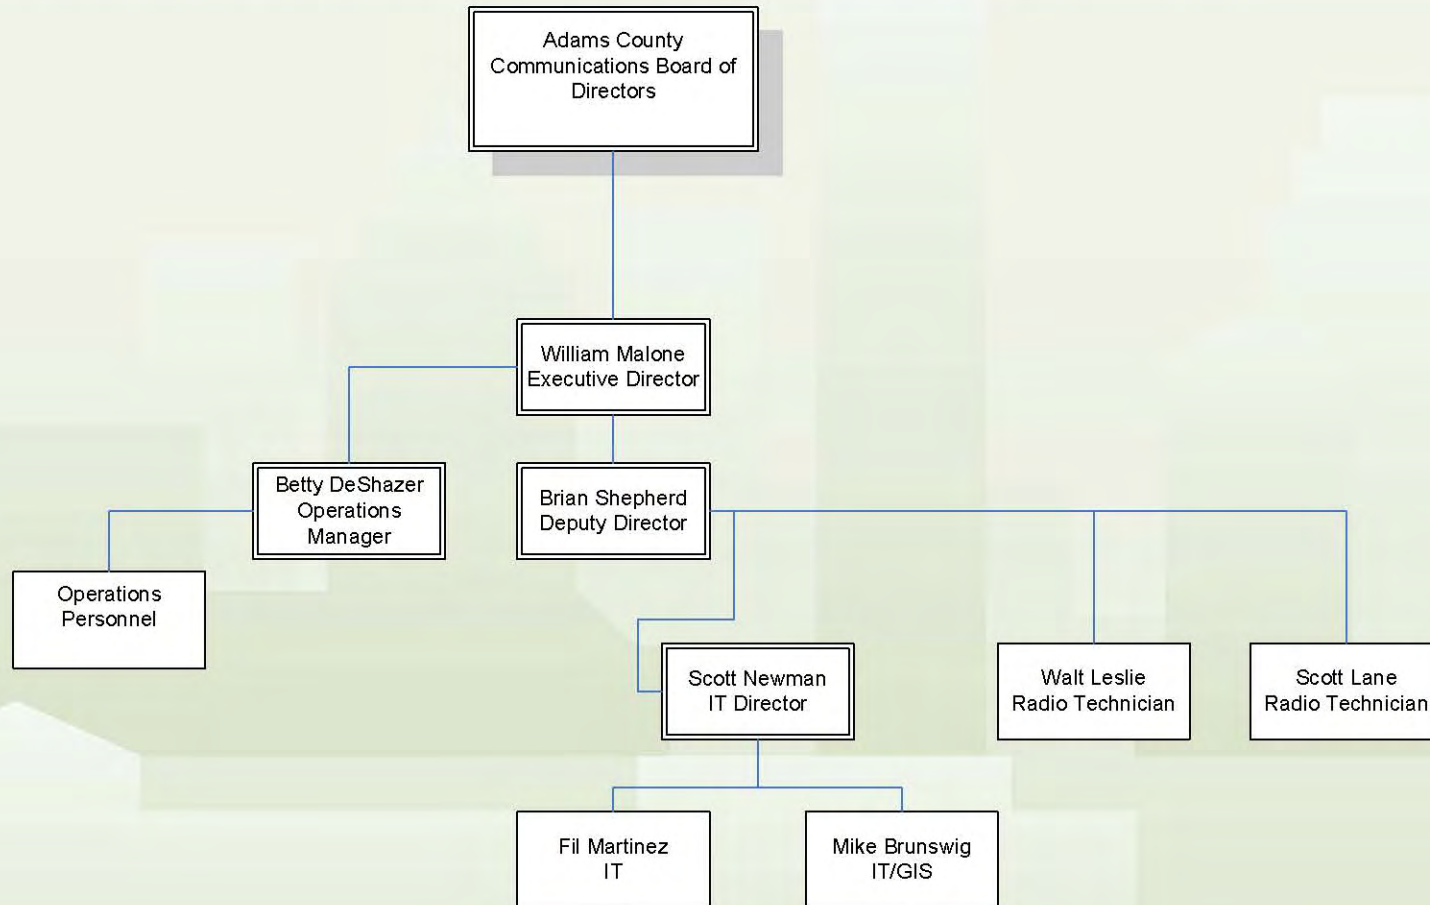 Adams County
Communications Board of
Directors
William Malone
Executive Director
Betty DeShazer
Operations
Manager
Brian Shepherd
Deputy Director
Operations
Personnel
Scott Newman
IT Director
Walt Leslie
Radio Technician
Scott Lane
Radio Technician
Fil Martinez
IT
Mike Brunswig
IT/GIS